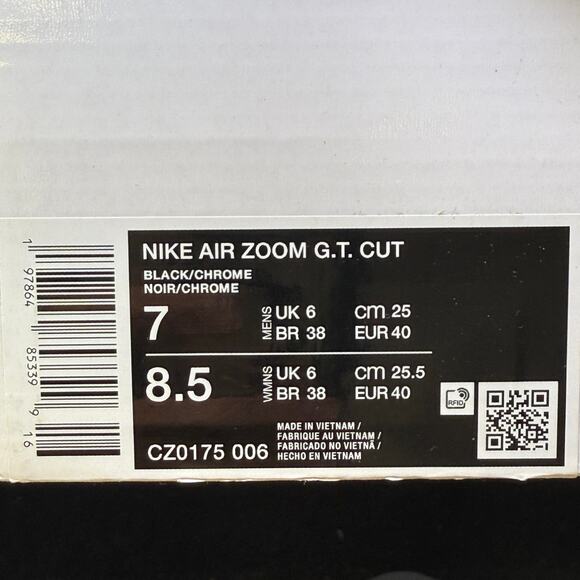 NIKE AIR ZOOM G.T. CUT
BLACK/CHROME
NOIR/CHROME
7 MENS UK 6 cm 25
BR 38 EUR 40
8.5 WMNS UK 6 cm 25.5
BR 38 EUR 40
RFID
MADE IN VIETNAM /
FABRIQUE AU VIETNAM /
FABRICADO NO VIETNÃ /
HECHO EN VIETNAM
CZ0175 006
1 97864 85339 9 16